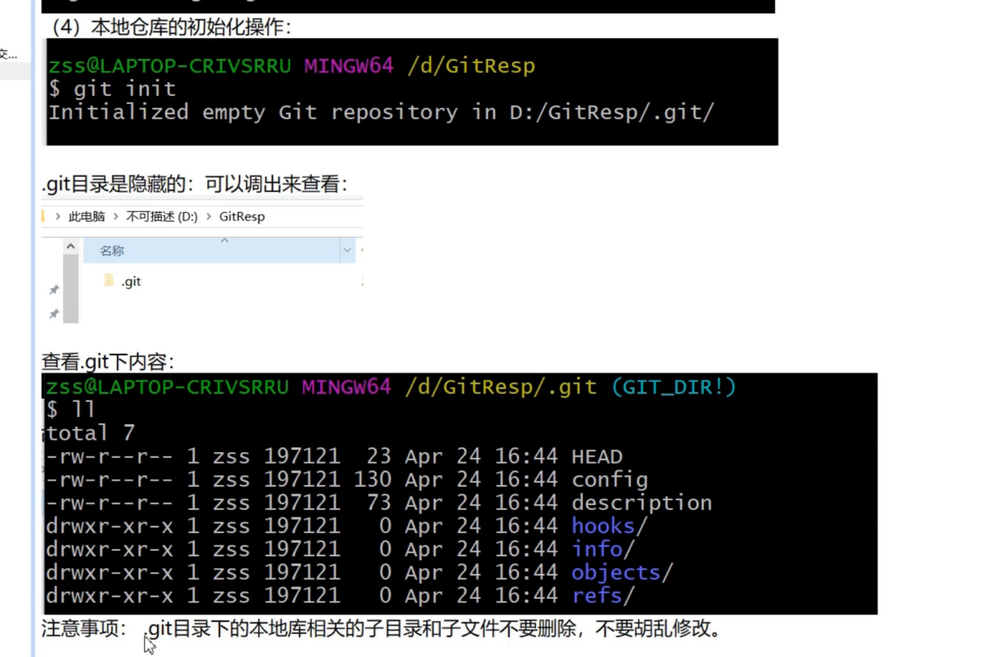 交...
（4）本地仓库的初始化操作：
zss@LAPTOP-CRIVSRRU MINGW64 /d/GitResp
$ git init
Initialized empty Git repository in D:/GitResp/.git/
.git目录是隐藏的：可以调出来查看：
此电脑 > 不可描述 (D:) > GitResp
名称
.git
查看.git下内容：
zss@LAPTOP-CRIVSRRU MINGW64 /d/GitResp/.git (GIT_DIR!)
$ ll
total 7
-rw-r--r-- 1 zss 197121  23 Apr 24 16:44 HEAD
-rw-r--r-- 1 zss 197121 130 Apr 24 16:44 config
-rw-r--r-- 1 zss 197121  73 Apr 24 16:44 description
drwxr-xr-x 1 zss 197121   0 Apr 24 16:44 hooks/
drwxr-xr-x 1 zss 197121   0 Apr 24 16:44 info/
drwxr-xr-x 1 zss 197121   0 Apr 24 16:44 objects/
drwxr-xr-x 1 zss 197121   0 Apr 24 16:44 refs/
注意事项： .git目录下的本地库相关的子目录和子文件不要删除，不要胡乱修改。